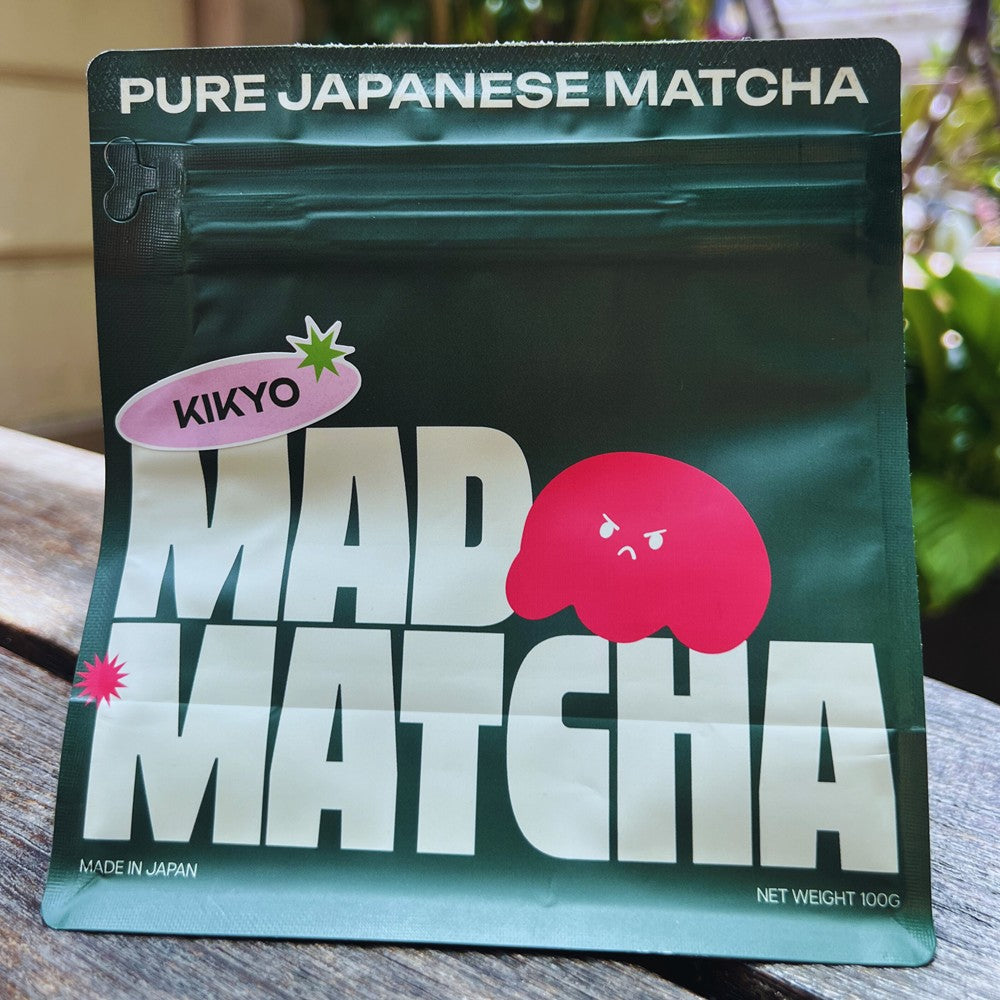 PURE JAPANESE MATCHA
KIKYO
MAD
MATCHA
MADE IN JAPAN
NET WEIGHT 100G